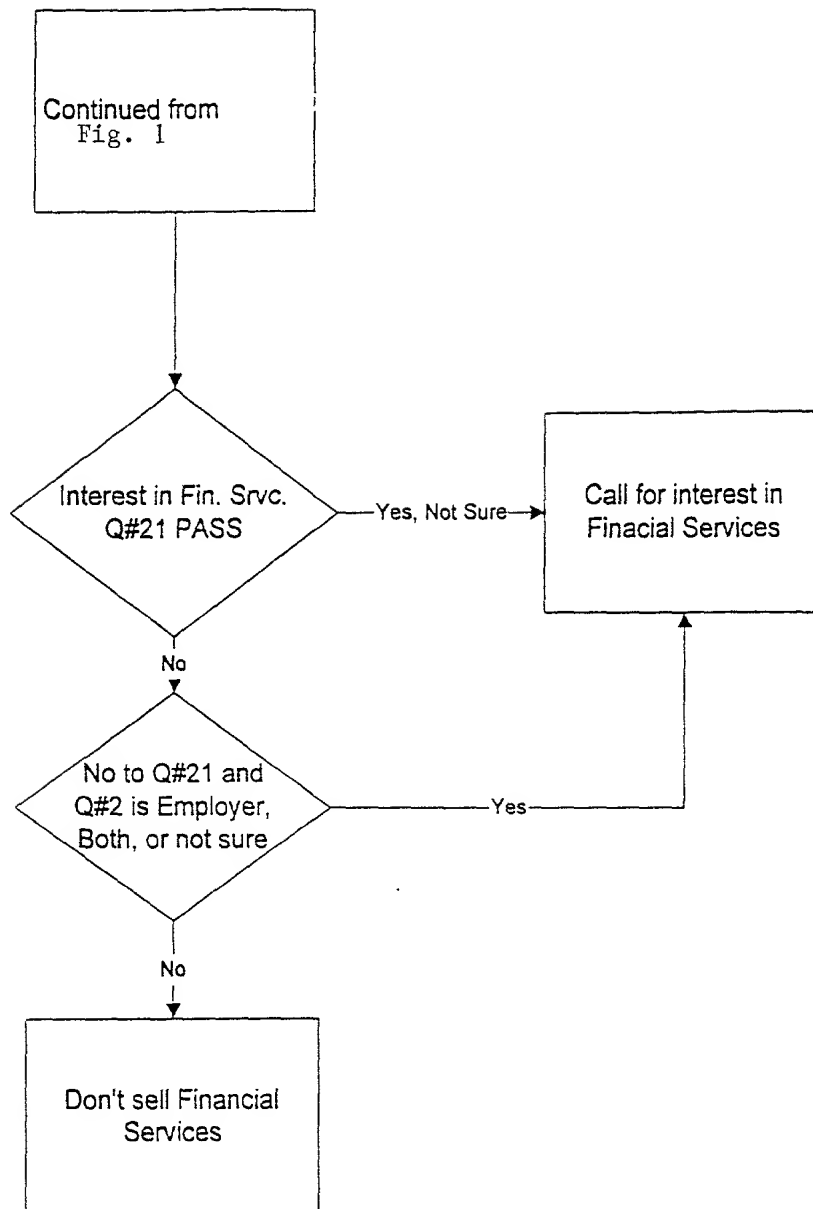 Continued from
Fig. 1
Interest in Fin. Srvc.
Q#21 PASS
Yes, Not Sure
Call for interest in
Finacial Services
No
No to Q#21 and
Q#2 is Employer,
Both, or not sure
Yes
No
Don't sell Financial
Services